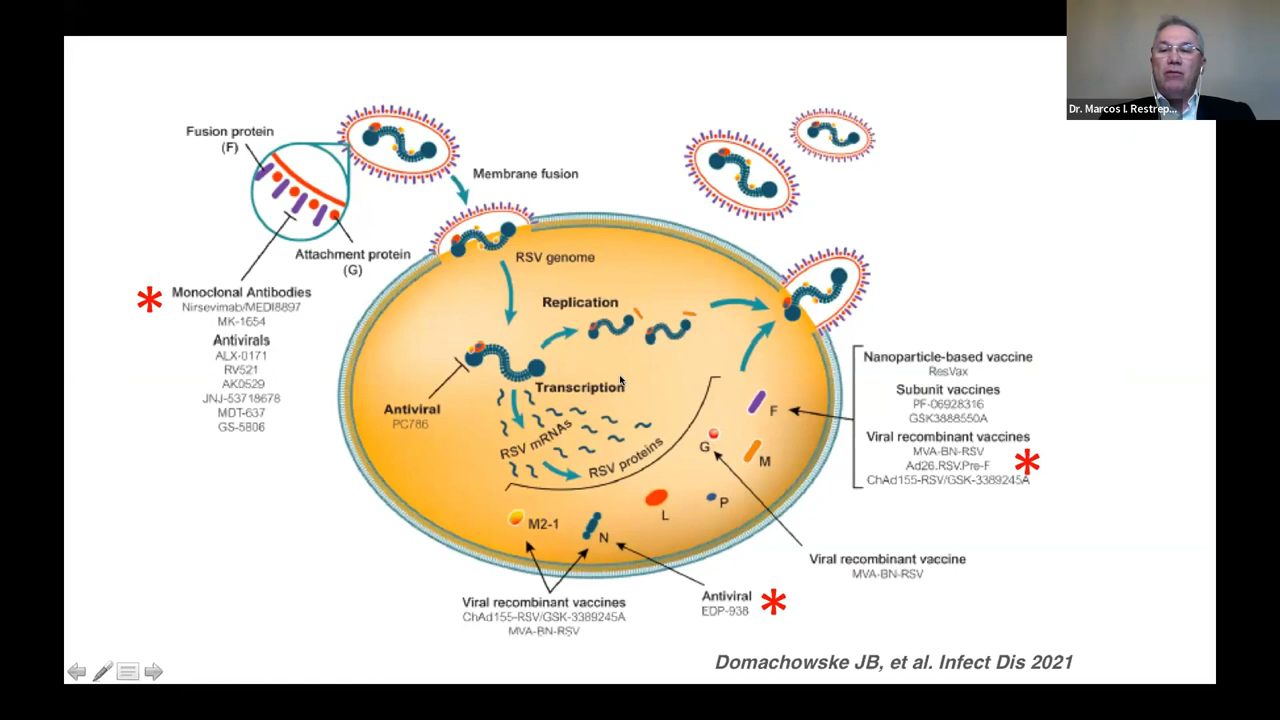 Dr. Marcos I. Restrep...
Fusion protein
(F)
Membrane fusion
Attachment protein
(G)
RSV genome
Monoclonal Antibodies
Nirsevimab/MEDI8897
MK-1654
Antivirals
ALX-0171
RV521
AK0529
JNJ-53718678
MDT-637
GS-5806
Replication
Transcription
Antiviral
PC786
RSV mRNAs
RSV proteins
F
G
M
P
L
N
M2-1
Nanoparticle-based vaccine
ResVax
Subunit vaccines
PF-06928316
GSK3888550A
Viral recombinant vaccines
MVA-BN-RSV
Ad26.RSV.Pre-F
ChAd155-RSV/GSK-3389245A
Viral recombinant vaccine
MVA-BN-RSV
Antiviral
EDP-938
Viral recombinant vaccines
ChAd155-RSV/GSK-3389245A
MVA-BN-RSV
Domachowske JB, et al. Infect Dis 2021